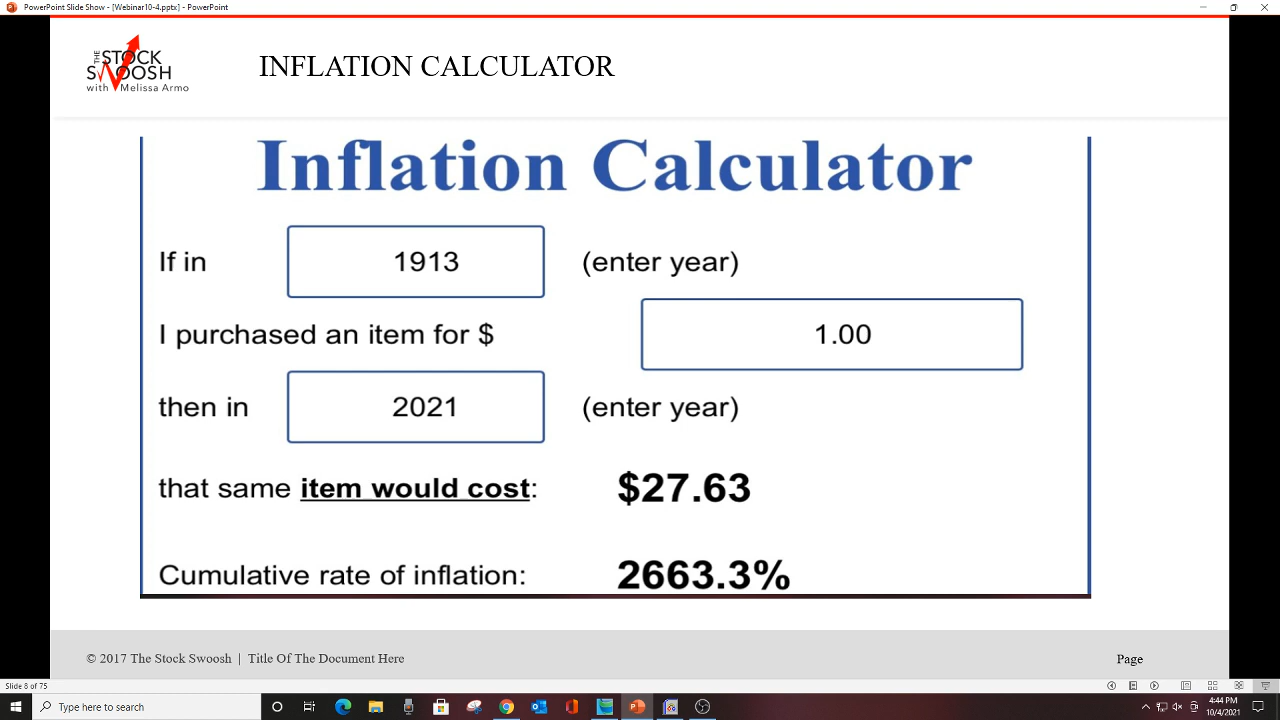 PowerPoint Slide Show - [Webinar10-4.pptx] - PowerPoint
THE STOCK
SWOOSH
with Melissa Armo
INFLATION CALCULATOR
Inflation Calculator
If in 1913 (enter year)
I purchased an item for $ 1.00
then in 2021 (enter year)
that same item would cost: $27.63
Cumulative rate of inflation: 2663.3%
© 2017 The Stock Swoosh | Title Of The Document Here
Page
Slide 8 of 75
Type here to search
4:44 PM
10/4/2021